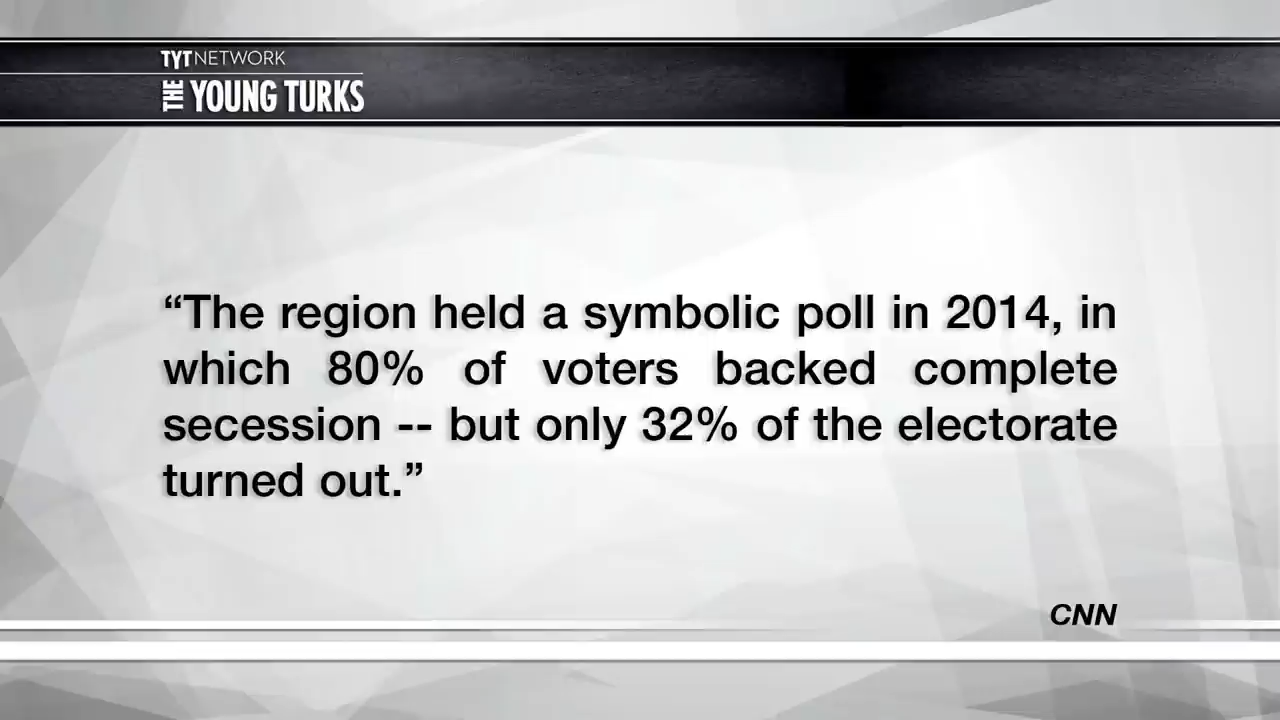 TYTNETWORK
THE YOUNG TURKS
“The region held a symbolic poll in 2014, in
which 80% of voters backed complete
secession -- but only 32% of the electorate
turned out.”
CNN